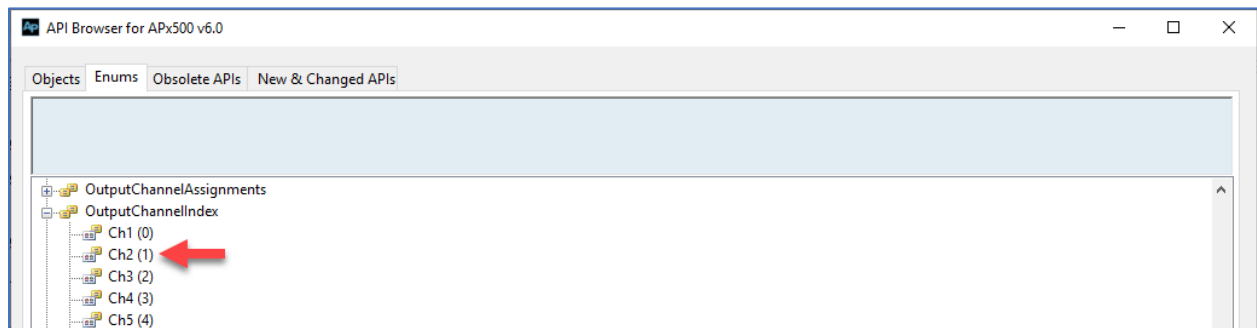 AP API Browser for APx500 v6.0
Objects Enums Obsolete APIs New & Changed APIs
OutputChannelAssignments
OutputChannelIndex
Ch1 (0)
Ch2 (1)
Ch3 (2)
Ch4 (3)
Ch5 (4)